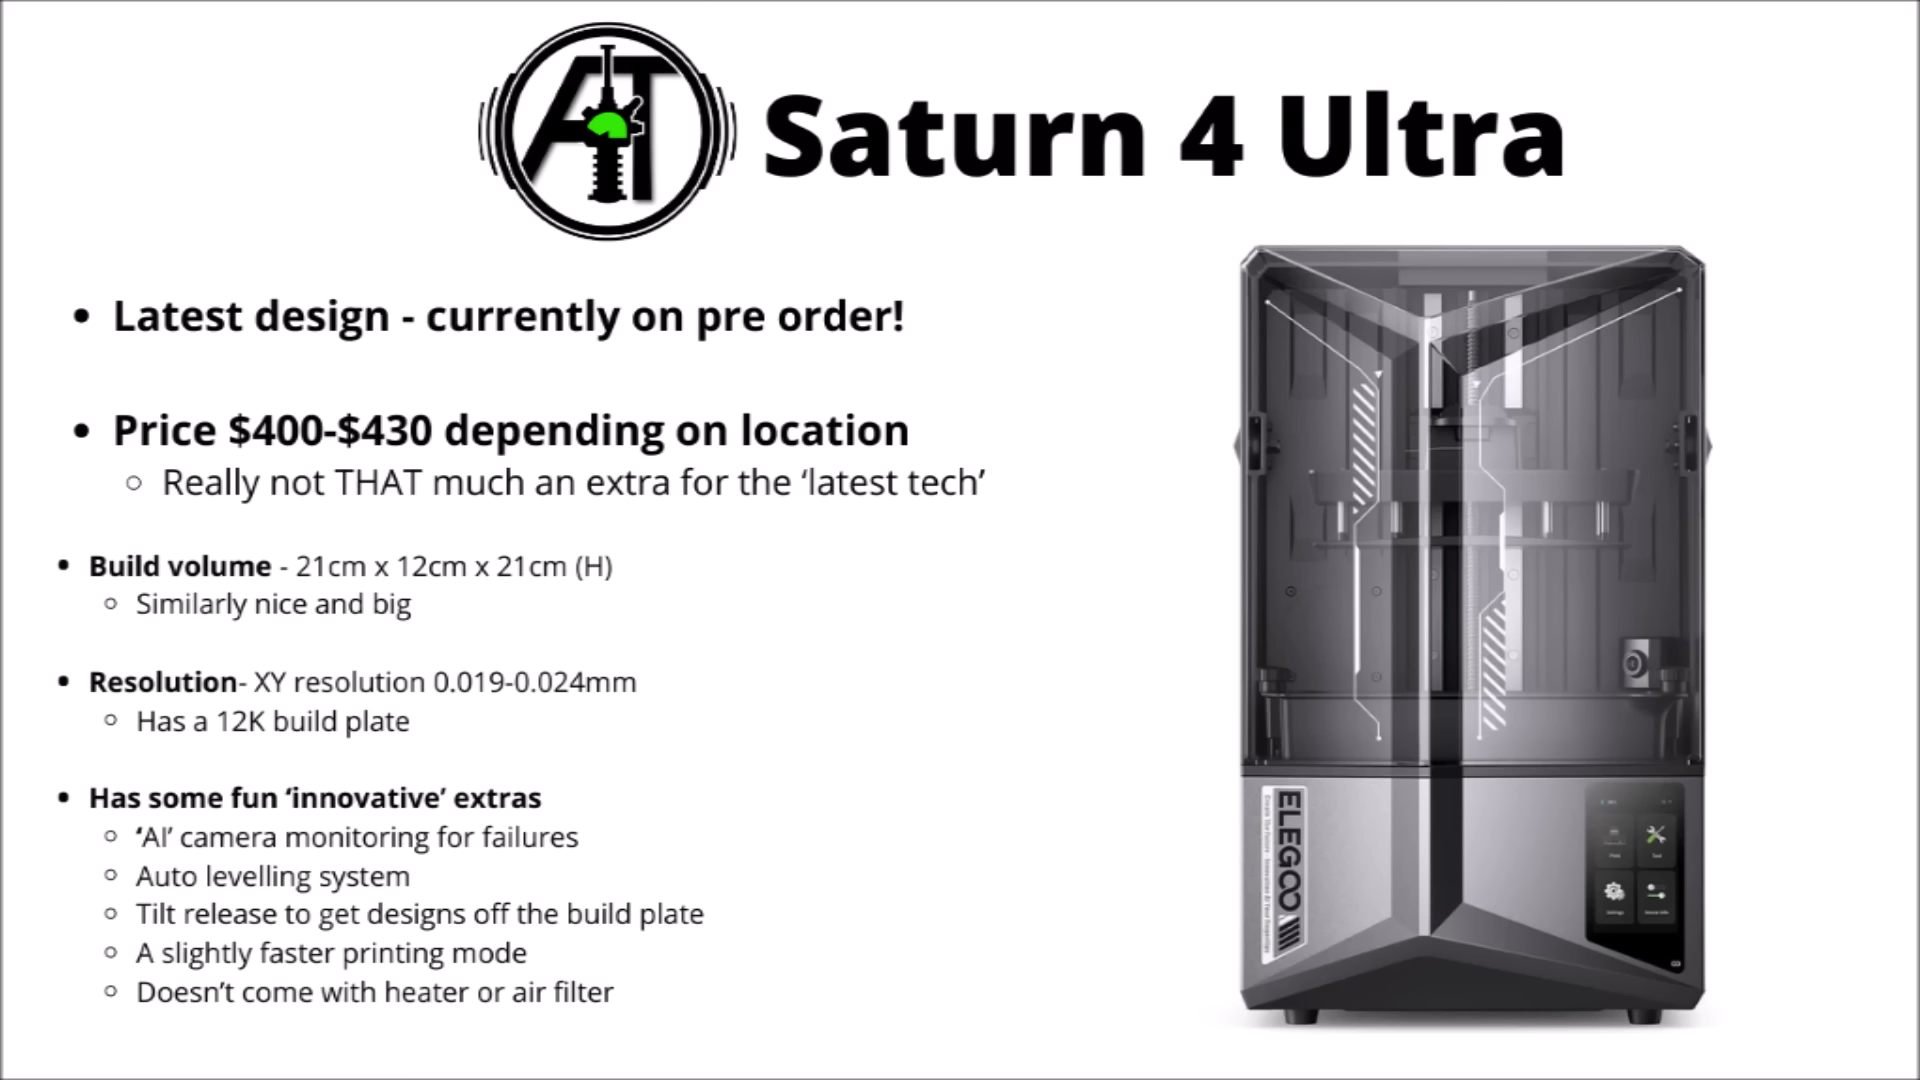 AT
Saturn 4 Ultra
• Latest design - currently on pre order!
• Price $400-$430 depending on location
○ Really not THAT much an extra for the ‘latest tech’
• Build volume - 21cm x 12cm x 21cm (H)
○ Similarly nice and big
• Resolution- XY resolution 0.019-0.024mm
○ Has a 12K build plate
• Has some fun ‘innovative’ extras
○ ‘AI’ camera monitoring for failures
○ Auto levelling system
○ Tilt release to get designs off the build plate
○ A slightly faster printing mode
○ Doesn’t come with heater or air filter
ELEGOO